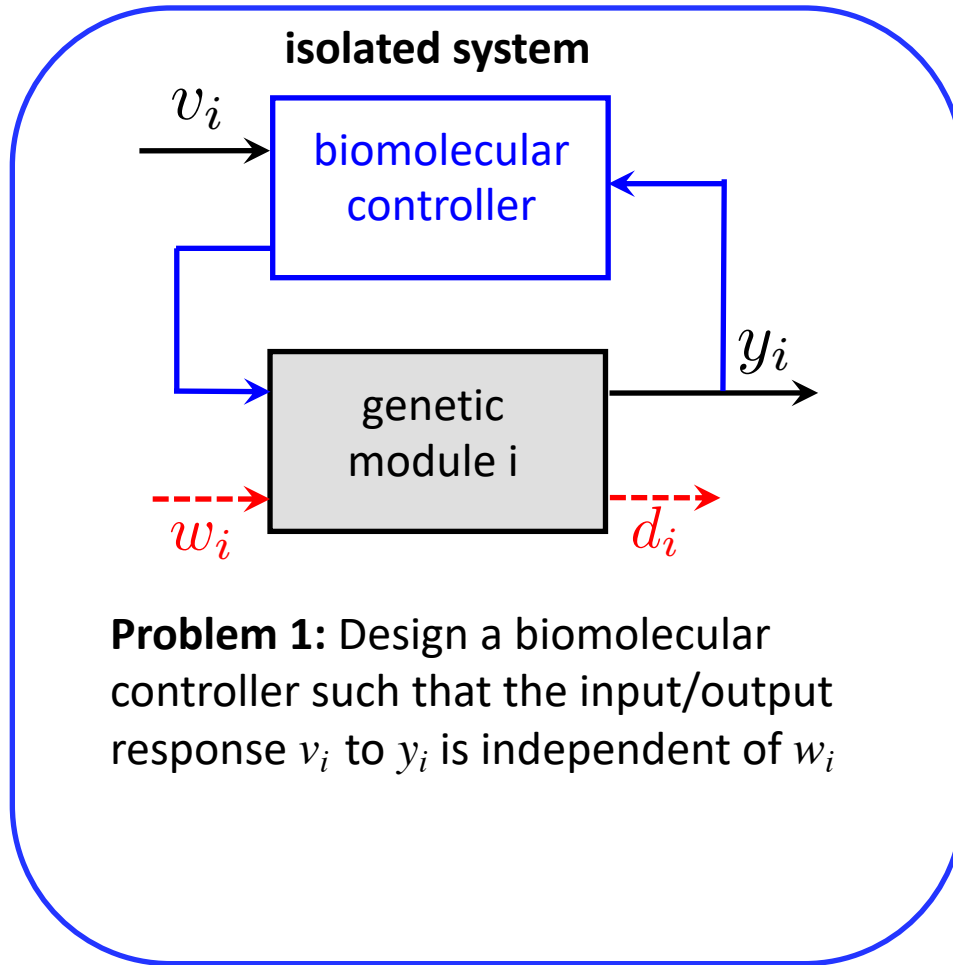 isolated system
v_i
biomolecular
controller
y_i
genetic
module i
w_i
d_i
Problem 1: Design a biomolecular
controller such that the input/output
response v_i to y_i is independent of w_i